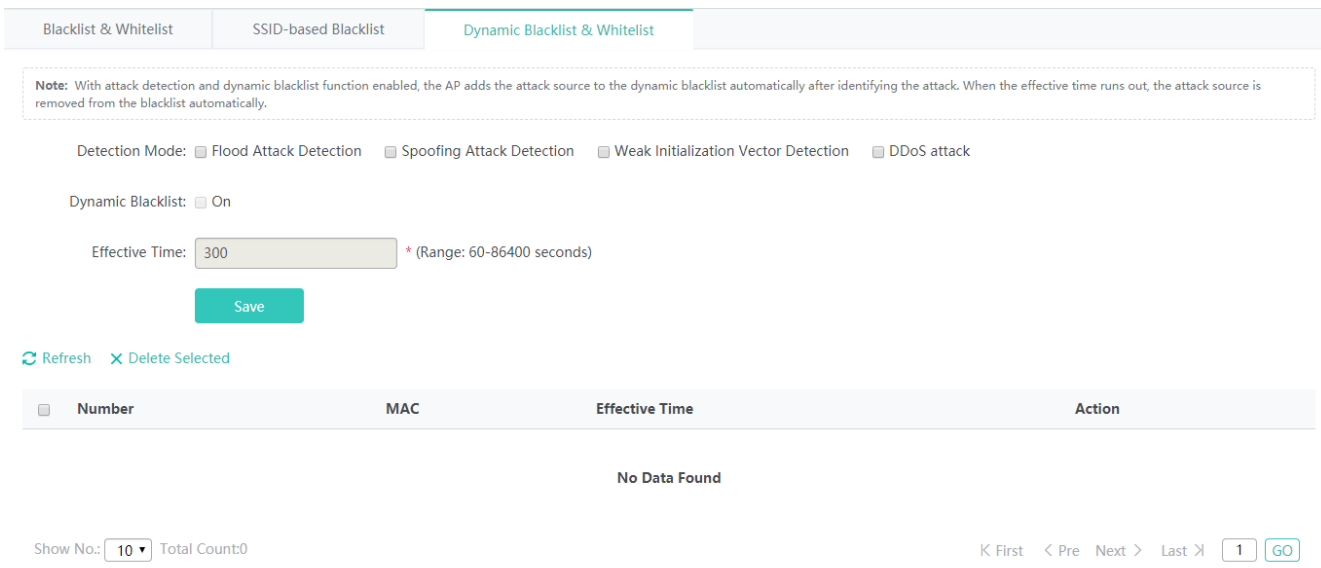 Blacklist & Whitelist SSID-based Blacklist Dynamic Blacklist & Whitelist
Note: With attack detection and dynamic blacklist function enabled, the AP adds the attack source to the dynamic blacklist automatically after identifying the attack. When the effective time runs out, the attack source is
removed from the blacklist automatically.
Detection Mode: Flood Attack Detection Spoofing Attack Detection Weak Initialization Vector Detection DDoS attack
Dynamic Blacklist: On
Effective Time: 300 * (Range: 60-86400 seconds)
Save
Refresh Delete Selected
Number MAC Effective Time Action
No Data Found
Show No.: 10 Total Count:0 First Pre Next Last 1 GO